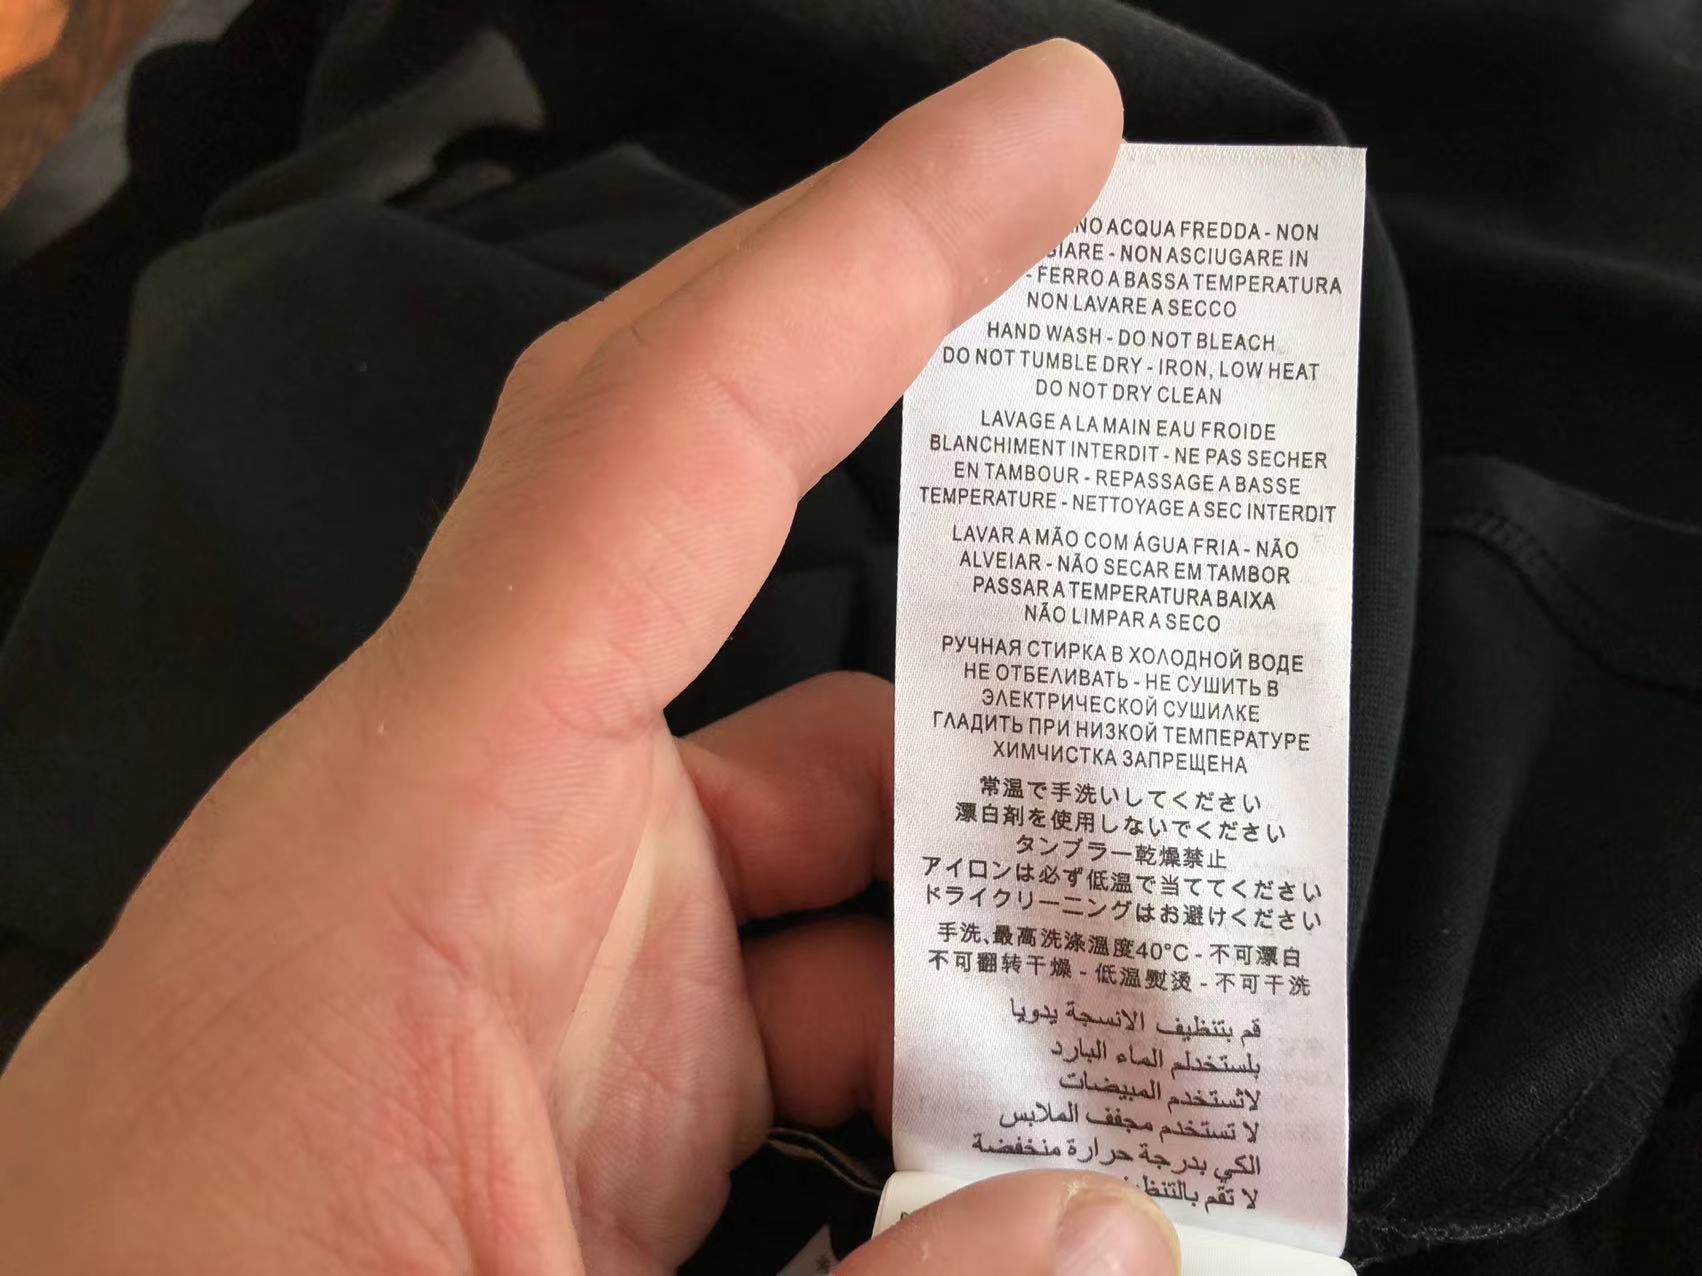 NO ACQUA FREDDA - NON
GIARE - NON ASCIUGARE IN
- FERRO A BASSA TEMPERATURA
NON LAVARE A SECCO
HAND WASH - DO NOT BLEACH
DO NOT TUMBLE DRY - IRON, LOW HEAT
DO NOT DRY CLEAN
LAVAGE A LA MAIN EAU FROIDE
BLANCHIMENT INTERDIT - NE PAS SECHER
EN TAMBOUR - REPASSAGE A BASSE
TEMPERATURE - NETTOYAGE A SEC INTERDIT
LAVAR A MÃO COM ÁGUA FRIA - NÃO
ALVEIAR - NÃO SECAR EM TAMBOR
PASSAR A TEMPERATURA BAIXA
NÃO LIMPAR A SECO
РУЧНАЯ СТИРКА В ХОЛОДНОЙ ВОДЕ
НЕ ОТБЕЛИВАТЬ - НЕ СУШИТЬ В
ЭЛЕКТРИЧЕСКОЙ СУШИЛКЕ
ГЛАДИТЬ ПРИ НИЗКОЙ ТЕМПЕРАТУРЕ
ХИМЧИСТКА ЗАПРЕЩЕНА
常温で手洗いしてください
漂白剤を使用しないでください
タンブラー乾燥禁止
アイロンは必ず低温で当ててください
ドライクリーニングはお避けください
手洗、最高洗涤溫度40°C - 不可漂白
不可翻转干燥 - 低温熨烫 - 不可干洗
قم بتنظيف الانسجة يدويا
بلستخدلم الماء البارد
لاتستخدم المبيضات
لا تستخدم مجفف الملابس
الكي بدرجة حرارة منخفضة
لا تقم